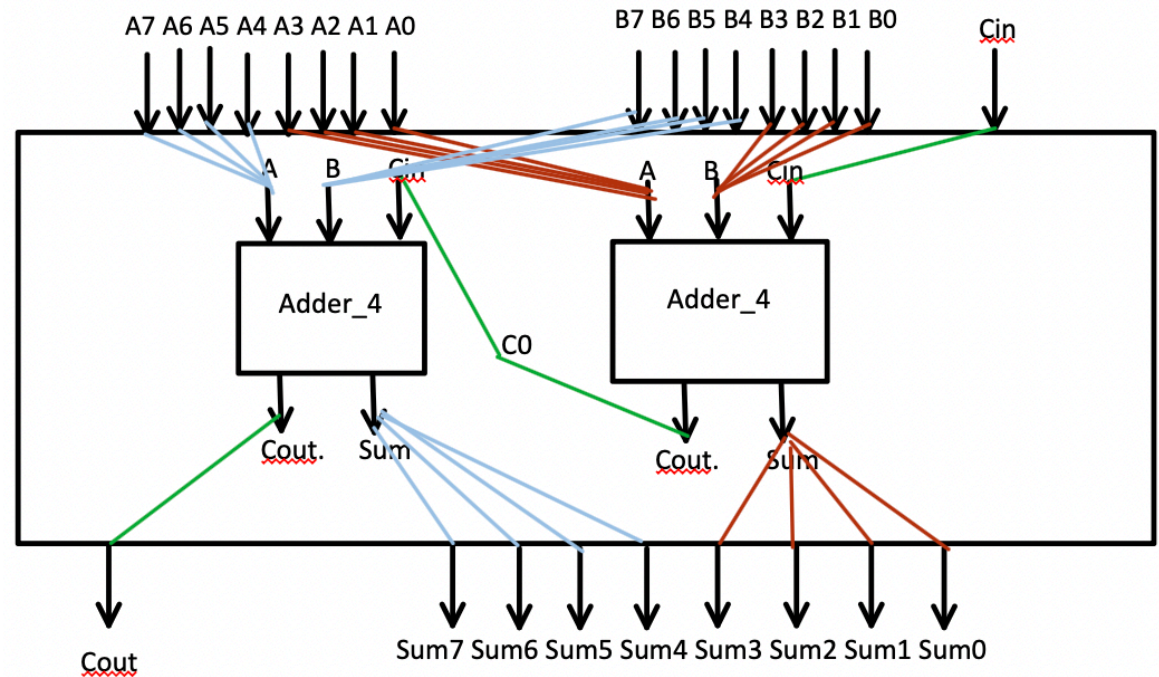 A7 A6 A5 A4 A3 A2 A1 A0
B7 B6 B5 B4 B3 B2 B1 B0
Cin
A B Cin
A B Cin
Adder_4
Adder_4
C0
Cout. Sum
Cout. Sum
Cout
Sum7 Sum6 Sum5 Sum4 Sum3 Sum2 Sum1 Sum0